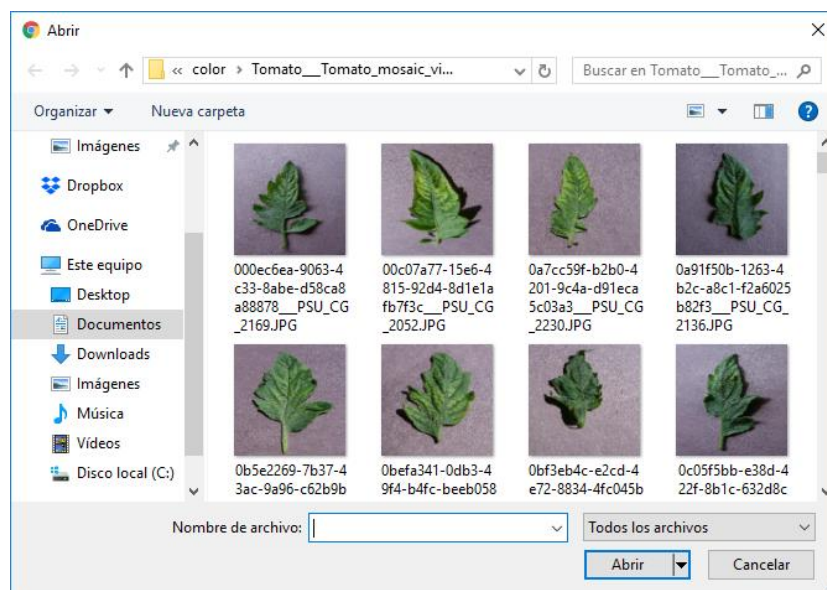 Abrir
« color › Tomato___Tomato_mosaic_vi...
Buscar en Tomato___Tomato_...
Organizar
Nueva carpeta
Imágenes
Dropbox
OneDrive
Este equipo
Desktop
Documentos
Downloads
Imágenes
Música
Vídeos
Disco local (C:)
000ec6ea-9063-4
c33-8abe-d58ca8
a88878___PSU_CG
_2169.JPG
00c07a77-15e6-4
815-92d4-8d1e1a
fb7f3c___PSU_CG
_2052.JPG
0a7cc59f-b2b0-4
201-9c4a-d91eca
5c03a3___PSU_CG
_2230.JPG
0a91f50b-1263-4
b2c-a8c1-f2a6025
b82f3___PSU_CG_
2136.JPG
0b5e2269-7b37-4
3ac-9a96-c62b9b
0befa341-0db3-4
9f4-b4fc-beeb058
0bf3eb4c-e2cd-4
e72-8834-4fc045b
0c05f5bb-e38d-4
22f-8b1c-632d8c
Nombre de archivo:
Todos los archivos
Abrir
Cancelar